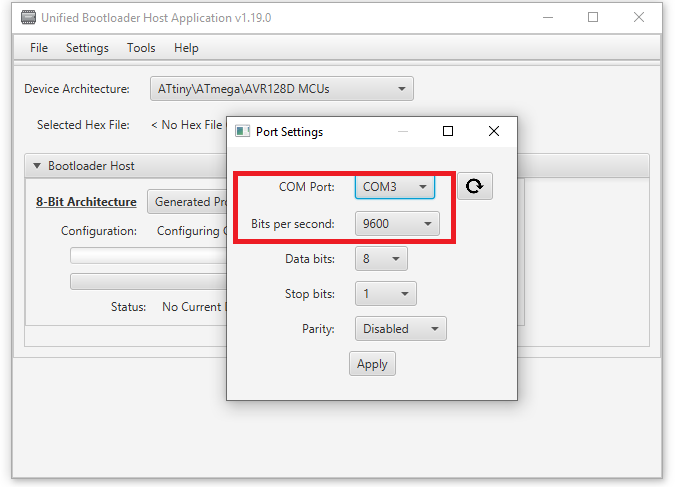 Unified Bootloader Host Application v1.19.0
File Settings Tools Help
Device Architecture: ATtiny\ATmega\AVR128D MCUs
Selected Hex File: < No Hex File
Bootloader Host
8-Bit Architecture Generated
Configuration: Configuring
Status: No Current
Port Settings
COM Port: COM3
Bits per second: 9600
Data bits: 8
Stop bits: 1
Parity: Disabled
Apply